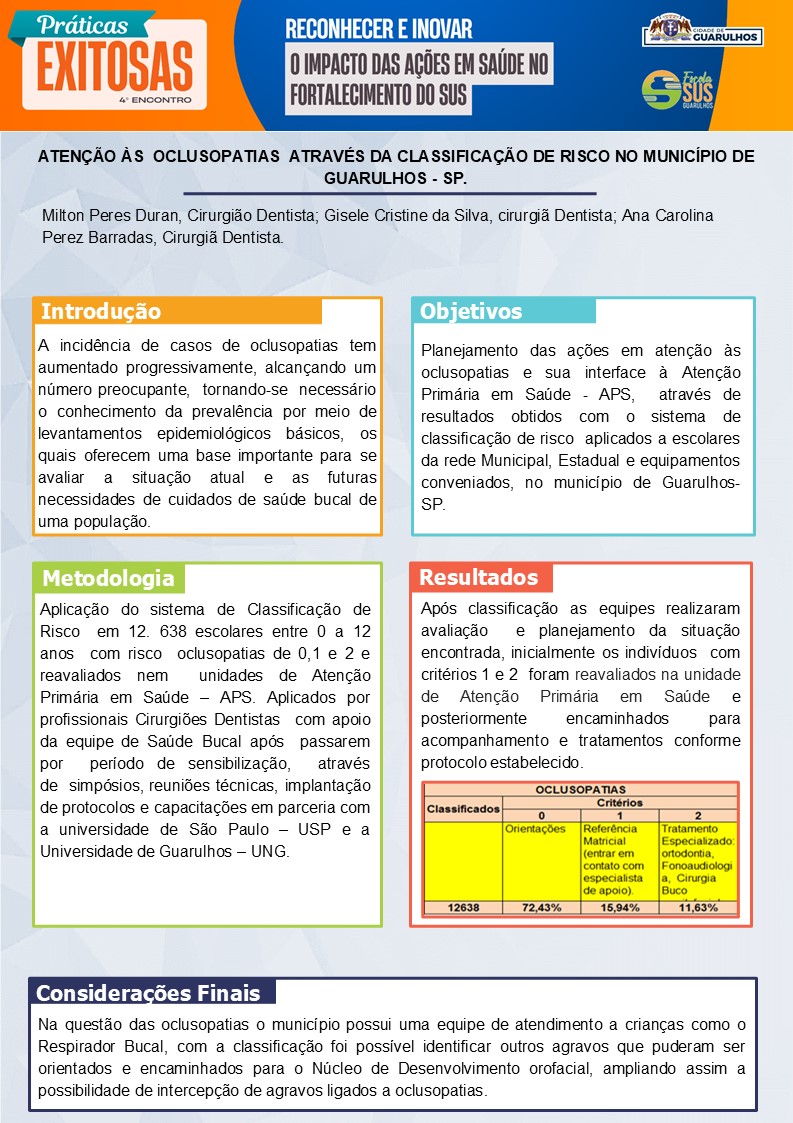 Práticas
EXITOSAS
4º ENCONTRO
RECONHECER E INOVAR
O IMPACTO DAS AÇÕES EM SAÚDE NO
FORTALECIMENTO DO SUS
CIDADE DE
GUARULHOS
Escola
SUS
GUARULHOS
ATENÇÃO ÀS OCLUSOPATIAS ATRAVÉS DA CLASSIFICAÇÃO DE RISCO NO MUNICÍPIO DE
GUARULHOS - SP.
Milton Peres Duran, Cirurgião Dentista; Gisele Cristine da Silva, cirurgiã Dentista; Ana Carolina
Perez Barradas, Cirurgiã Dentista.
Introdução
A incidência de casos de oclusopatias tem
aumentado progressivamente, alcançando um
número preocupante, tornando-se necessário
o conhecimento da prevalência por meio de
levantamentos epidemiológicos básicos, os
quais oferecem uma base importante para se
avaliar a situação atual e as futuras
necessidades de cuidados de saúde bucal de
uma população.
Objetivos
Planejamento das ações em atenção às
oclusopatias e sua interface à Atenção
Primária em Saúde - APS, através de
resultados obtidos com o sistema de
classificação de risco aplicados a escolares
da rede Municipal, Estadual e equipamentos
conveniados, no município de Guarulhos-
SP.
Metodologia
Aplicação do sistema de Classificação de
Risco em 12. 638 escolares entre 0 a 12
anos com risco oclusopatias de 0,1 e 2 e
reavaliados nem unidades de Atenção
Primária em Saúde – APS. Aplicados por
profissionais Cirurgiões Dentistas com apoio
da equipe de Saúde Bucal após passarem
por período de sensibilização, através
de simpósios, reuniões técnicas, implantação
de protocolos e capacitações em parceria com
a universidade de São Paulo – USP e a
Universidade de Guarulhos – UNG.
Resultados
Após classificação as equipes realizaram
avaliação e planejamento da situação
encontrada, inicialmente os indivíduos com
critérios 1 e 2 foram reavaliados na unidade
de Atenção Primária em Saúde e
posteriormente encaminhados para
acompanhamento e tratamentos conforme
protocolo estabelecido.
OCLUSOPATIAS
Classificados Critérios
0 1 2
Orientações Referência Tratamento
Matricial Especializado:
(entrar em ortodontia,
contato com Fonoaudiologi
especialista a, Cirurgia
de apoio). Buco
12638 72,43% 15,94% 11,63%
Considerações Finais
Na questão das oclusopatias o município possui uma equipe de atendimento a crianças como o
Respirador Bucal, com a classificação foi possível identificar outros agravos que puderam ser
orientados e encaminhados para o Núcleo de Desenvolvimento orofacial, ampliando assim a
possibilidade de intercepção de agravos ligados a oclusopatias.